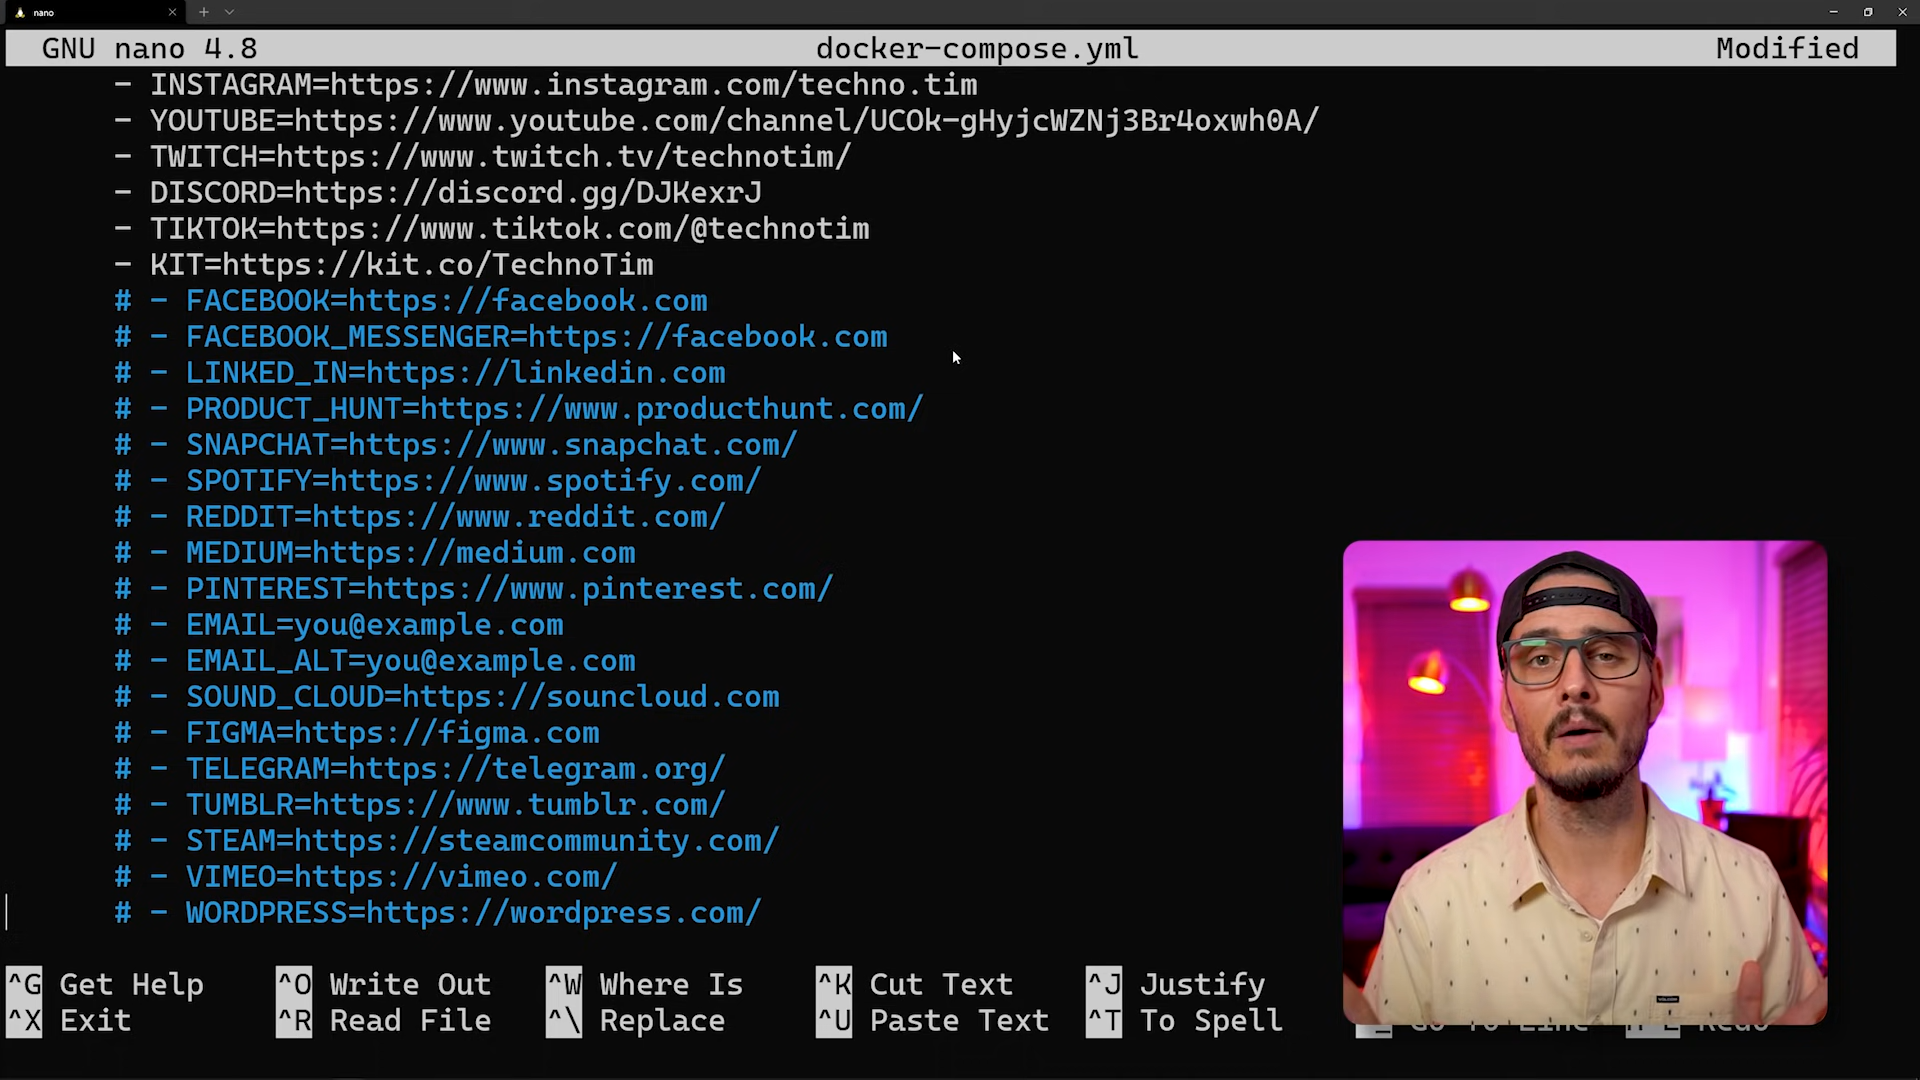 nano
GNU nano 4.8 docker-compose.yml Modified
- INSTAGRAM=https://www.instagram.com/techno.tim
- YOUTUBE=https://www.youtube.com/channel/UCOk-gHyjcWZNj3Br4oxwh0A/
- TWITCH=https://www.twitch.tv/technotim/
- DISCORD=https://discord.gg/DJKexrJ
- TIKTOK=https://www.tiktok.com/@technotim
- KIT=https://kit.co/TechnoTim
# - FACEBOOK=https://facebook.com
# - FACEBOOK_MESSENGER=https://facebook.com
# - LINKED_IN=https://linkedin.com
# - PRODUCT_HUNT=https://www.producthunt.com/
# - SNAPCHAT=https://www.snapchat.com/
# - SPOTIFY=https://www.spotify.com/
# - REDDIT=https://www.reddit.com/
# - MEDIUM=https://medium.com
# - PINTEREST=https://www.pinterest.com/
# - EMAIL=you@example.com
# - EMAIL_ALT=you@example.com
# - SOUND_CLOUD=https://souncloud.com
# - FIGMA=https://figma.com
# - TELEGRAM=https://telegram.org/
# - TUMBLR=https://www.tumblr.com/
# - STEAM=https://steamcommunity.com/
# - VIMEO=https://vimeo.com/
# - WORDPRESS=https://wordpress.com/
^G Get Help ^O Write Out ^W Where Is ^K Cut Text ^J Justify
^X Exit ^R Read File ^\ Replace ^U Paste Text ^T To Spell Go To Line Redo